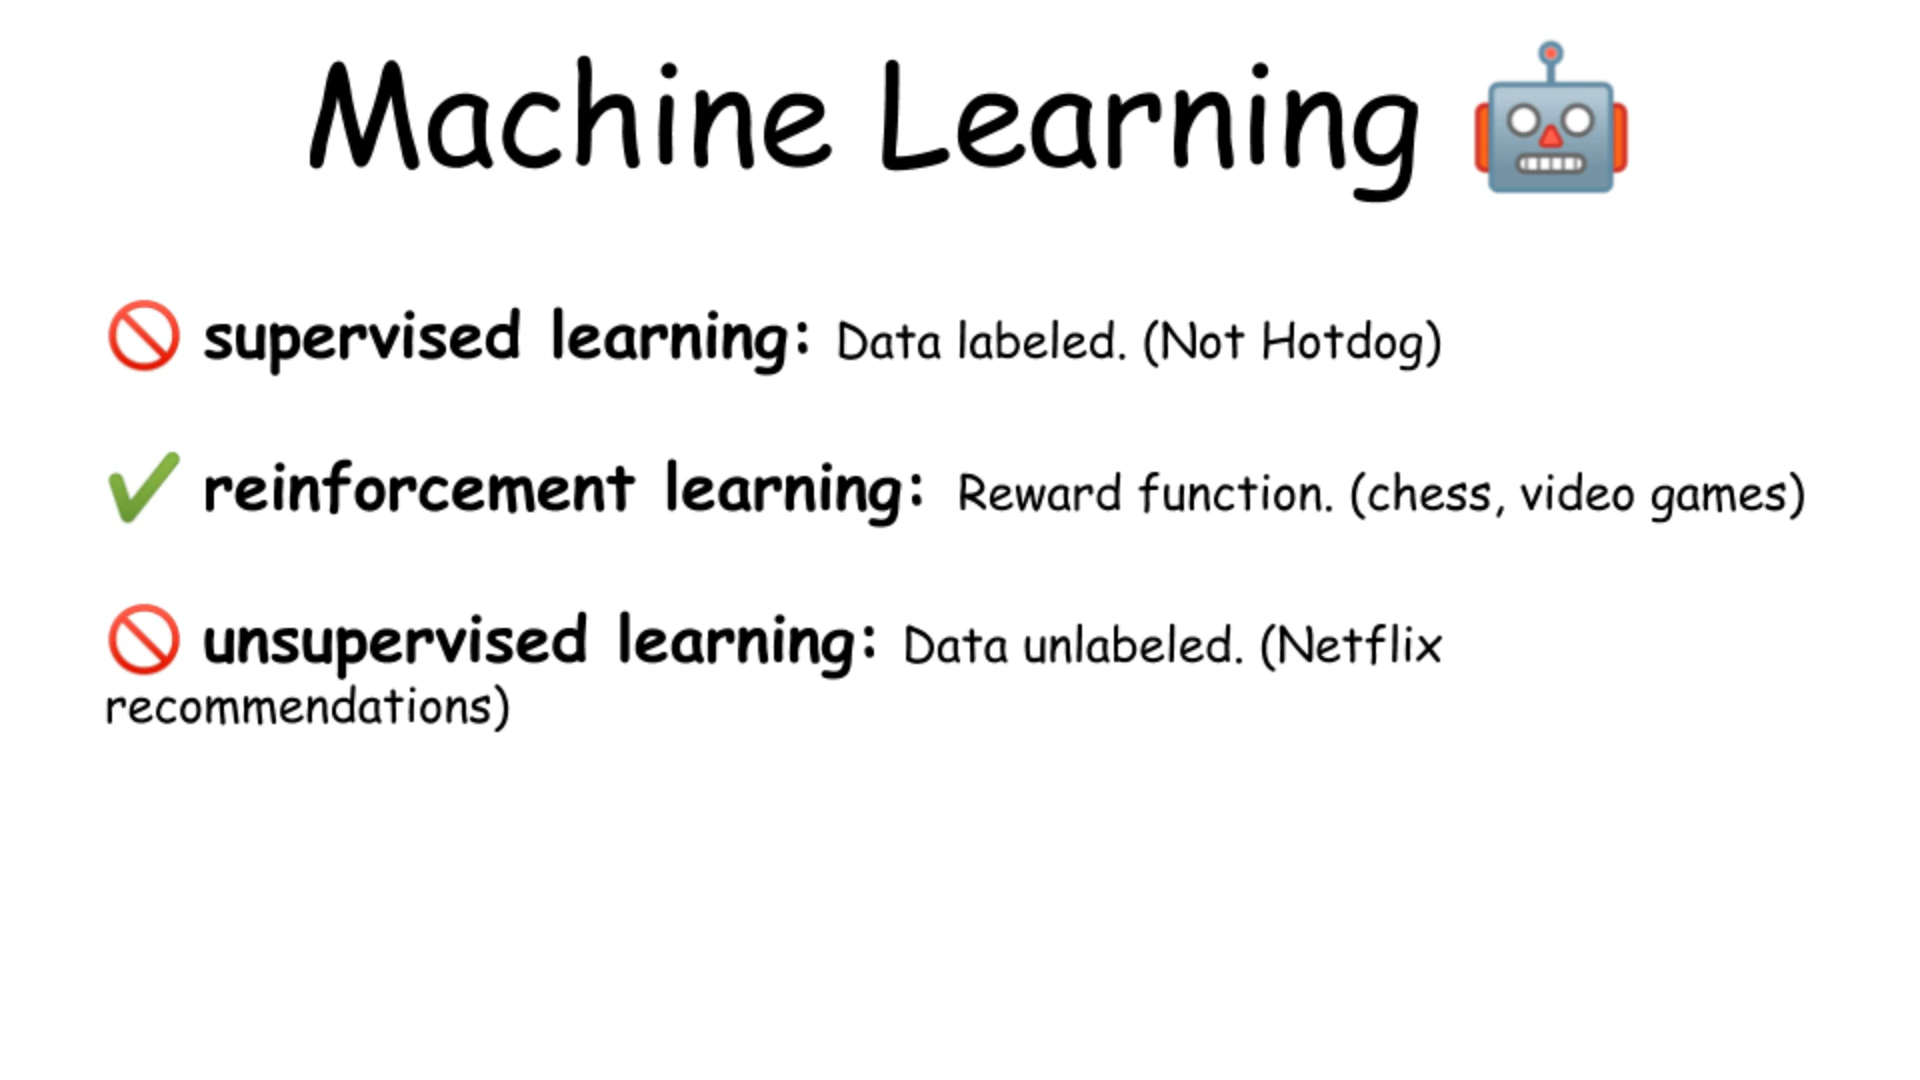 Machine Learning 🤖
🚫 supervised learning: Data labeled. (Not Hotdog)
✔️ reinforcement learning: Reward function. (chess, video games)
🚫 unsupervised learning: Data unlabeled. (Netflix
recommendations)